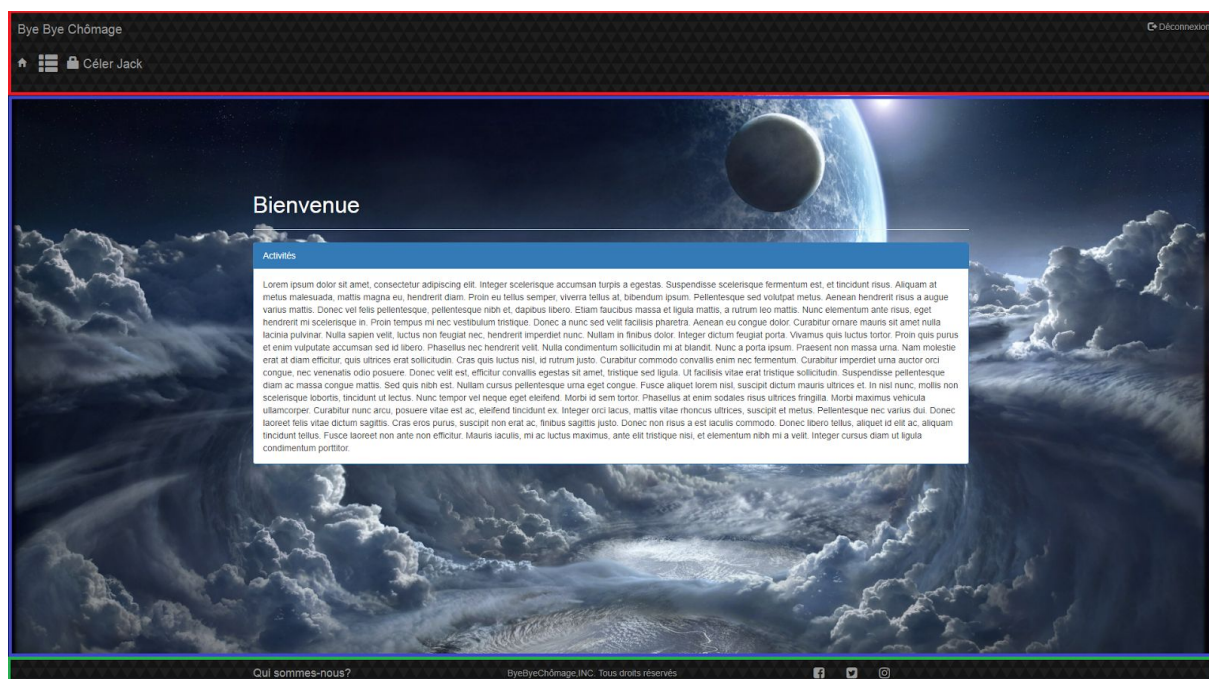 Bye Bye Chômage
Déconnexion
Céler Jack
Bienvenue
Activités
Lorem ipsum dolor sit amet, consectetur adipiscing elit. Integer scelerisque accumsan turpis a egestas. Suspendisse scelerisque fermentum est, et tincidunt risus. Aliquam at
metus malesuada, mattis magna eu, hendrerit diam. Proin eu tellus semper, viverra tellus at, bibendum ipsum. Pellentesque sed volutpat metus. Aenean hendrerit risus a augue
varius mattis. Donec vel felis pellentesque, pellentesque nibh et, dapibus libero. Etiam faucibus massa et ligula mattis, a rutrum leo mattis. Nunc elementum ante risus, eget
hendrerit mi scelerisque in. Proin tempus mi nec vestibulum tristique. Donec a nunc sed velit facilisis pharetra. Aenean eu congue dolor. Curabitur ornare mauris sit amet nulla
lacinia pulvinar. Nulla sapien velit, luctus non feugiat nec, hendrerit imperdiet nunc. Nullam in finibus dolor. Integer dictum feugiat porta. Vivamus quis luctus tortor. Proin quis purus
et enim vulputate accumsan sed id libero. Phasellus nec hendrerit velit. Nulla condimentum sollicitudin mi at blandit. Nunc a porta ipsum. Praesent non massa urna. Nam molestie
erat at diam efficitur, quis ultrices erat sollicitudin. Cras quis luctus nisl, id rutrum justo. Curabitur commodo convallis enim nec fermentum. Curabitur imperdiet urna auctor orci
congue, nec venenatis odio posuere. Donec velit est, efficitur convallis egestas sit amet, tristique sed ligula. Ut facilisis vitae erat tristique sollicitudin. Suspendisse pellentesque
diam ac massa congue mattis. Sed quis nibh est. Nullam cursus pellentesque urna eget congue. Fusce aliquet lorem nisl, suscipit dictum mauris ultrices et. In nisl nunc, mollis non
scelerisque lobortis, tincidunt ut lectus. Nunc tempor vel neque eget eleifend. Morbi id sem tortor. Phasellus at enim sodales risus ultrices fringilla. Morbi maximus vehicula
ullamcorper. Curabitur nunc arcu, posuere vitae est ac, eleifend tincidunt ex. Integer orci lacus, mattis vitae rhoncus ultrices, suscipit et metus. Pellentesque nec varius dui. Donec
laoreet felis vitae dictum sagittis. Cras eros purus, suscipit non erat ac, finibus sagittis justo. Donec non risus a est iaculis commodo. Donec libero tellus, aliquet id elit ac, aliquam
tincidunt tellus. Fusce laoreet non ante non efficitur. Mauris iaculis, mi ac luctus maximus, ante elit tristique nisi, et elementum nibh mi a velit. Integer cursus diam ut ligula
condimentum porttitor.
Qui sommes-nous?
ByeByeChômage,INC. Tous droits réservés